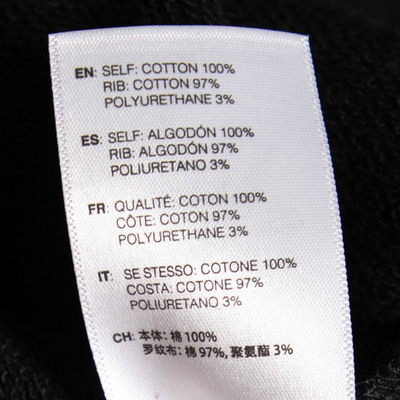 EN: SELF: COTTON 100%
RIB: COTTON 97%
POLYURETHANE 3%
ES: SELF: ALGODÓN 100%
RIB: ALGODÓN 97%
POLIURETANO 3%
FR: QUALITÉ: COTON 100%
CÔTE: COTON 97%
POLYURETHANE 3%
IT: SE STESSO: COTONE 100%
COSTA: COTONE 97%
POLIURETANO 3%
CH: 本体: 棉 100%
罗纹布: 棉 97%, 聚氨酯 3%